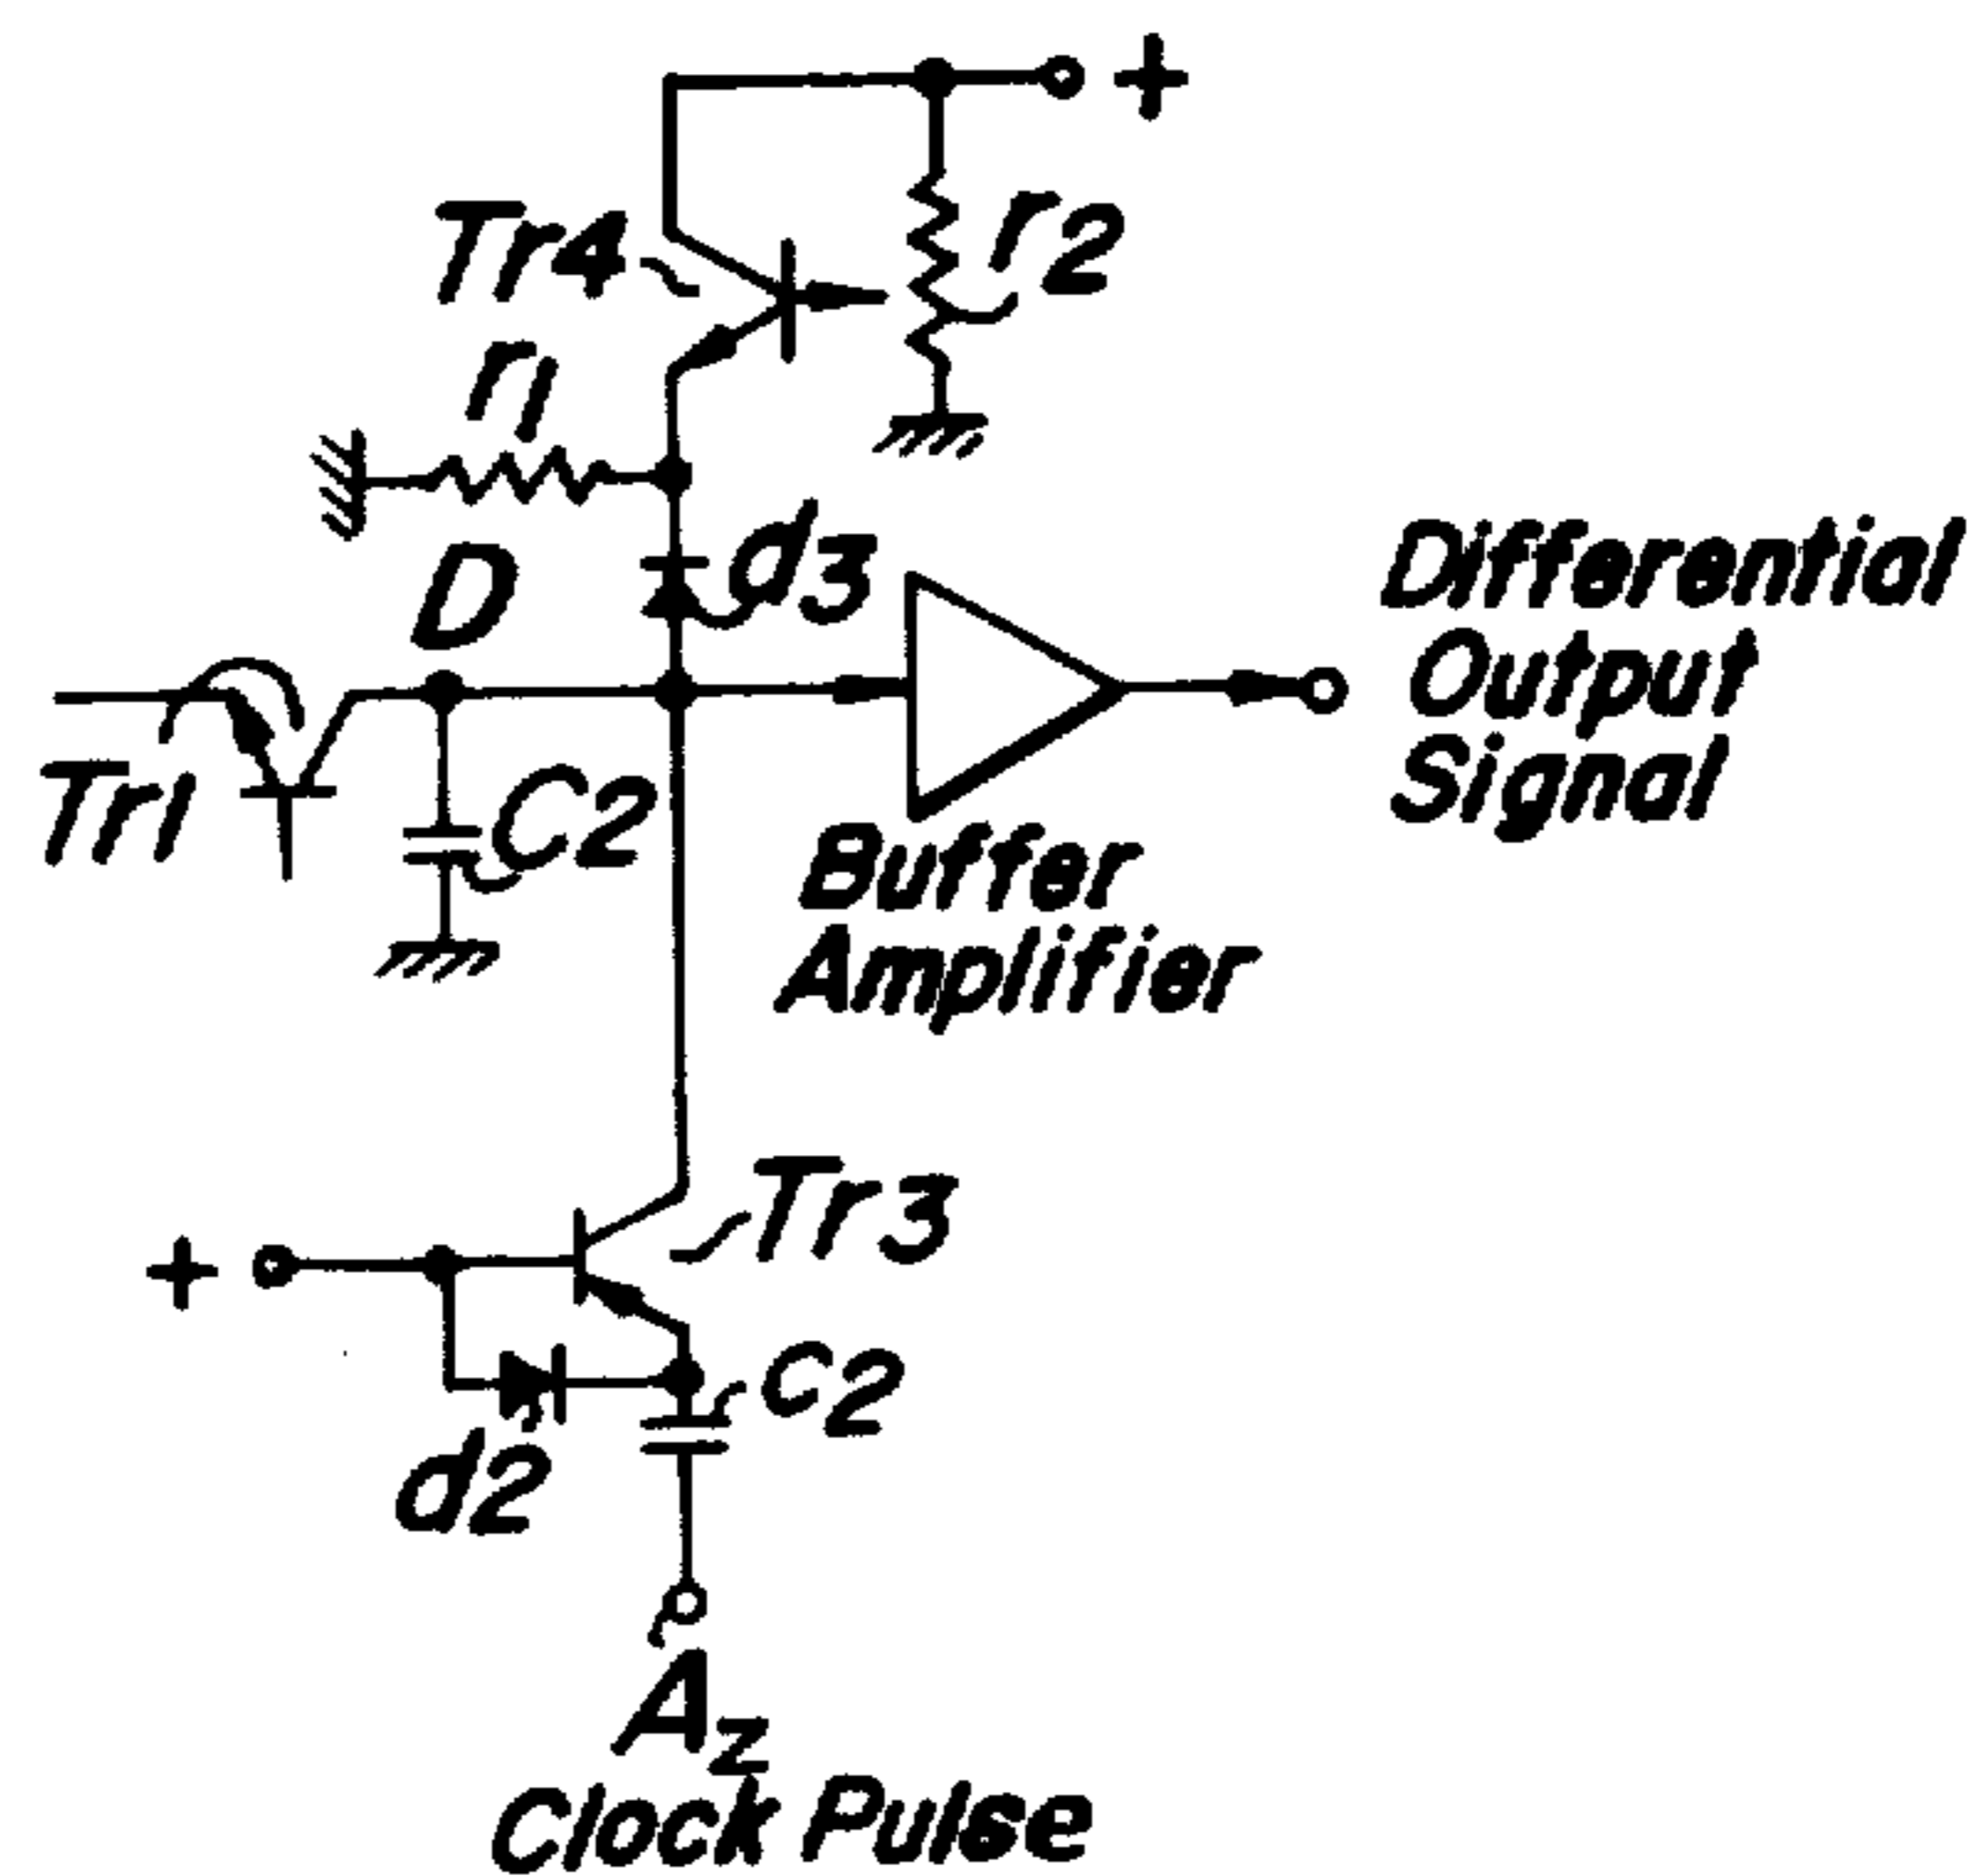 +
Tr4
r2
r1
D
d3
Differential
Output
Signal
Tr1
C2
Buffer
Amplifier
Tr3
+
C2
d2
Az
Clock Pulse